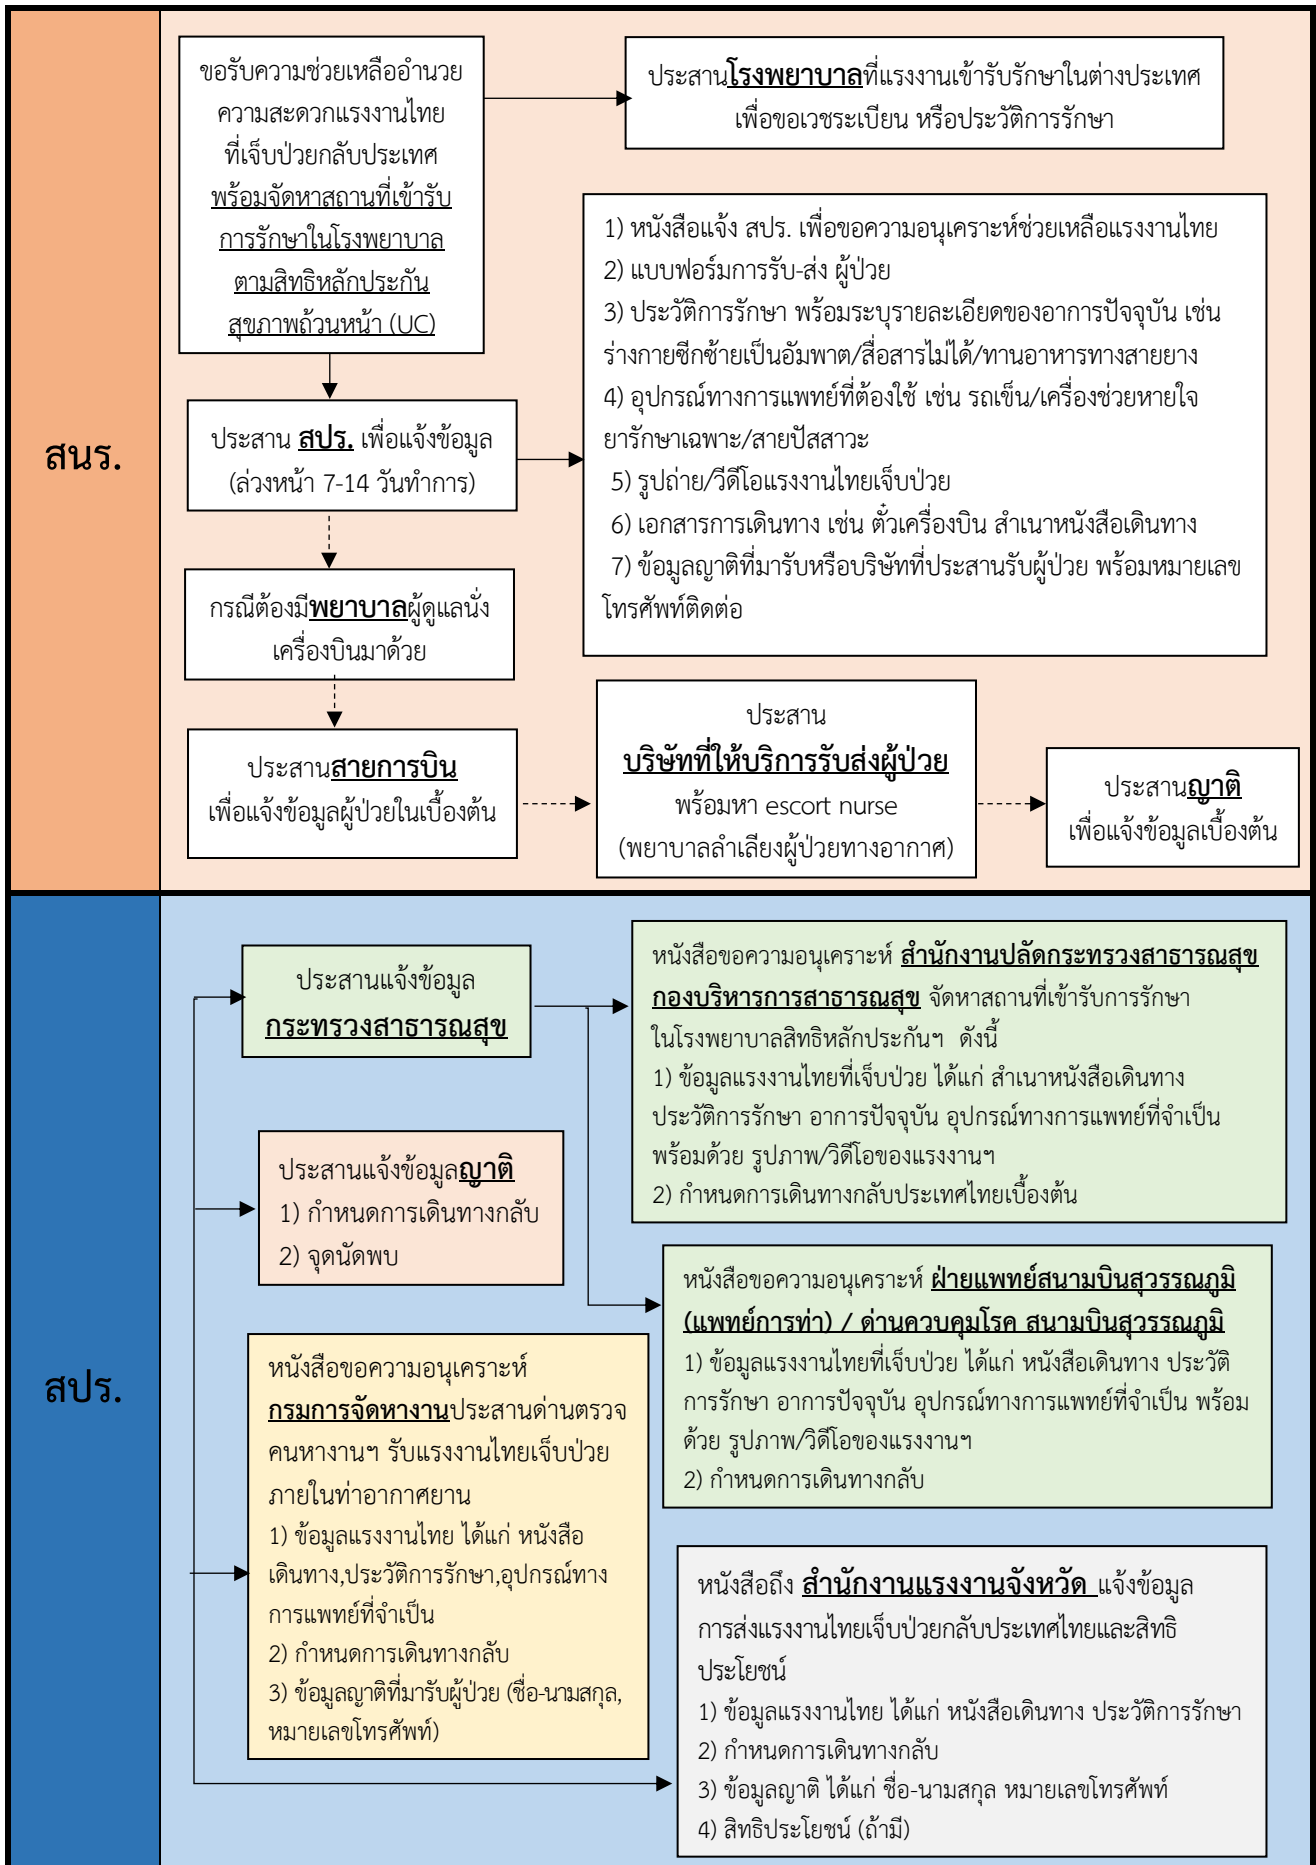 สนร.
ขอรับความช่วยเหลืออำนวย
ความสะดวกแรงงานไทย
ที่เจ็บป่วยกลับประเทศ
พร้อมจัดหาสถานที่เข้ารับ
การรักษาในโรงพยาบาล
ตามสิทธิหลักประกัน
สุขภาพถ้วนหน้า (UC)
ประสานโรงพยาบาลที่แรงงานเข้ารับรักษาในต่างประเทศ
เพื่อขอเวชระเบียน หรือประวัติการรักษา
ประสาน สปร. เพื่อแจ้งข้อมูล
(ล่วงหน้า 7-14 วันทำการ)
1) หนังสือแจ้ง สปร. เพื่อขอความอนุเคราะห์ช่วยเหลือแรงงานไทย
2) แบบฟอร์มการรับ-ส่ง ผู้ป่วย
3) ประวัติการรักษา พร้อมระบุรายละเอียดของอาการปัจจุบัน เช่น
ร่างกายซีกซ้ายเป็นอัมพาต/สื่อสารไม่ได้/ทานอาหารทางสายยาง
4) อุปกรณ์ทางการแพทย์ที่ต้องใช้ เช่น รถเข็น/เครื่องช่วยหายใจ
ยารักษาเฉพาะ/สายปัสสาวะ
5) รูปถ่าย/วีดีโอแรงงานไทยเจ็บป่วย
6) เอกสารการเดินทาง เช่น ตั๋วเครื่องบิน สำเนาหนังสือเดินทาง
7) ข้อมูลญาติที่มารับหรือบริษัทที่ประสานรับผู้ป่วย พร้อมหมายเลข
โทรศัพท์ติดต่อ
กรณีต้องมีพยาบาลผู้ดูแลนั่ง
เครื่องบินมาด้วย
ประสานสายการบิน
เพื่อแจ้งข้อมูลผู้ป่วยในเบื้องต้น
ประสาน
บริษัทที่ให้บริการรับส่งผู้ป่วย
พร้อมหา escort nurse
(พยาบาลลำเลียงผู้ป่วยทางอากาศ)
ประสานญาติ
เพื่อแจ้งข้อมูลเบื้องต้น
สปร.
ประสานแจ้งข้อมูล
กระทรวงสาธารณสุข
หนังสือขอความอนุเคราะห์ สำนักงานปลัดกระทรวงสาธารณสุข
กองบริหารการสาธารณสุข จัดหาสถานที่เข้ารับการรักษา
ในโรงพยาบาลสิทธิหลักประกันฯ ดังนี้
1) ข้อมูลแรงงานไทยที่เจ็บป่วย ได้แก่ สำเนาหนังสือเดินทาง
ประวัติการรักษา อาการปัจจุบัน อุปกรณ์ทางการแพทย์ที่จำเป็น
พร้อมด้วย รูปภาพ/วิดีโอของแรงงานฯ
2) กำหนดการเดินทางกลับประเทศไทยเบื้องต้น
ประสานแจ้งข้อมูลญาติ
1) กำหนดการเดินทางกลับ
2) จุดนัดพบ
หนังสือขอความอนุเคราะห์ ฝ่ายแพทย์สนามบินสุวรรณภูมิ
(แพทย์การท่า) / ด่านควบคุมโรค สนามบินสุวรรณภูมิ
1) ข้อมูลแรงงานไทยที่เจ็บป่วย ได้แก่ หนังสือเดินทาง ประวัติ
การรักษา อาการปัจจุบัน อุปกรณ์ทางการแพทย์ที่จำเป็น พร้อม
ด้วย รูปภาพ/วิดีโอของแรงงานฯ
2) กำหนดการเดินทางกลับ
หนังสือขอความอนุเคราะห์
กรมการจัดหางานประสานด่านตรวจ
คนหางานฯ รับแรงงานไทยเจ็บป่วย
ภายในท่าอากาศยาน
1) ข้อมูลแรงงานไทย ได้แก่ หนังสือ
เดินทาง,ประวัติการรักษา,อุปกรณ์ทาง
การแพทย์ที่จำเป็น
2) กำหนดการเดินทางกลับ
3) ข้อมูลญาติที่มารับผู้ป่วย (ชื่อ-นามสกุล,
หมายเลขโทรศัพท์)
หนังสือถึง สำนักงานแรงงานจังหวัด แจ้งข้อมูล
การส่งแรงงานไทยเจ็บป่วยกลับประเทศไทยและสิทธิ
ประโยชน์
1) ข้อมูลแรงงานไทย ได้แก่ หนังสือเดินทาง ประวัติการรักษา
2) กำหนดการเดินทางกลับ
3) ข้อมูลญาติ ได้แก่ ชื่อ-นามสกุล หมายเลขโทรศัพท์
4) สิทธิประโยชน์ (ถ้ามี)